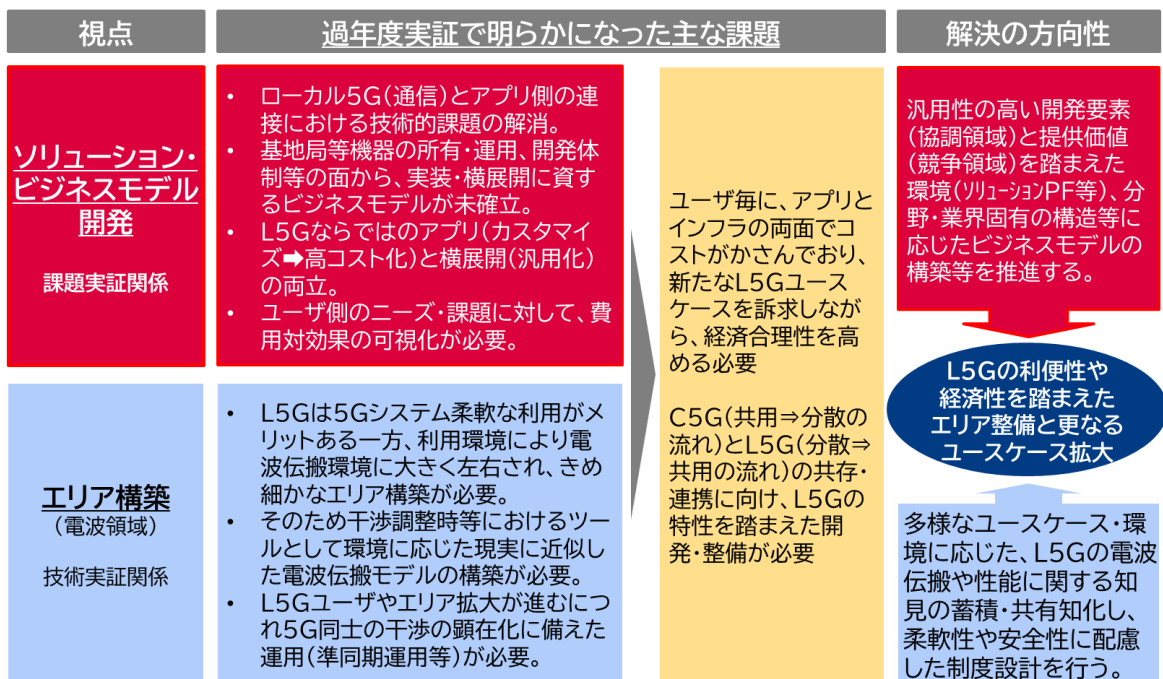 視点
過年度実証で明らかになった主な課題
解決の方向性
ソリューション・
ビジネスモデル
開発
課題実証関係
• ローカル5G(通信)とアプリ側の連
接における技術的課題の解消。
• 基地局等機器の所有・運用、開発体
制等の面から、実装・横展開に資す
るビジネスモデルが未確立。
• L5Gならではのアプリ(カスタマイ
ズ➡高コスト化)と横展開(汎用化)
の両立。
• ユーザ側のニーズ・課題に対して、費
用対効果の可視化が必要。
エリア構築
(電波領域)
技術実証関係
• L5Gは5Gシステム柔軟な利用がメ
リットある一方、利用環境により電
波伝搬環境に大きく左右され、きめ
細かなエリア構築が必要。
• そのため干渉調整時等におけるツー
ルとして環境に応じた現実に近似し
た電波伝搬モデルの構築が必要。
• L5Gユーザやエリア拡大が進むにつ
れ5G同士の干渉の顕在化に備えた
運用(準同期運用等)が必要。
ユーザ毎に、アプリと
インフラの両面でコ
ストがかさんでおり、
新たなL5Gユース
ケースを訴求しなが
ら、経済合理性を高
める必要
C5G(共用⇒分散の
流れ)とL5G(分散⇒
共用の流れ)の共存・
連携に向け、L5Gの
特性を踏まえた開
発・整備が必要
汎用性の高い開発要素
(協調領域)と提供価値
(競争領域)を踏まえた
環境(ソリューションPF等)、分
野・業界固有の構造等に
応じたビジネスモデルの
構築等を推進する。
L5Gの利便性や
経済性を踏まえた
エリア整備と更なる
ユースケース拡大
多様なユースケース・環
境に応じた、L5Gの電波
伝搬や性能に関する知
見の蓄積・共有知化し、
柔軟性や安全性に配慮
した制度設計を行う。